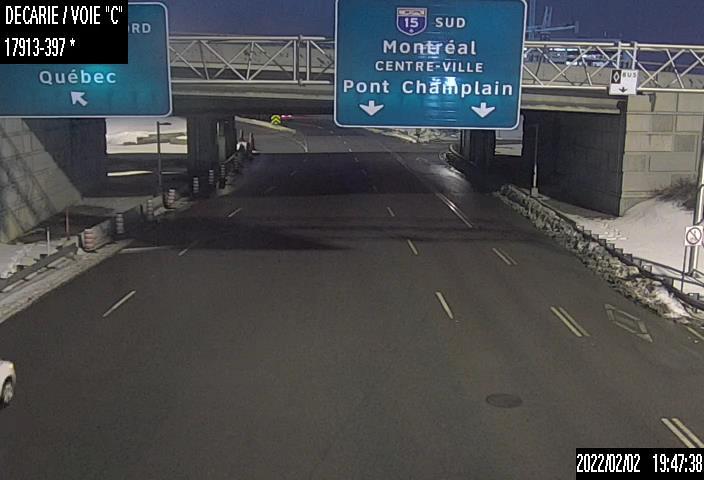 DECARIE / VOIE "C"
17913-397 *
Québec
15 SUD
Montréal
CENTRE-VILLE
Pont Champlain
BUS
2022/02/02 19:47:38